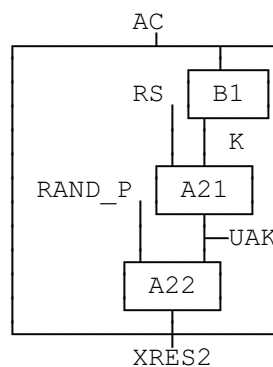 AC
B1
RS
K
A21
RAND_P
UAK
A22
XRES2